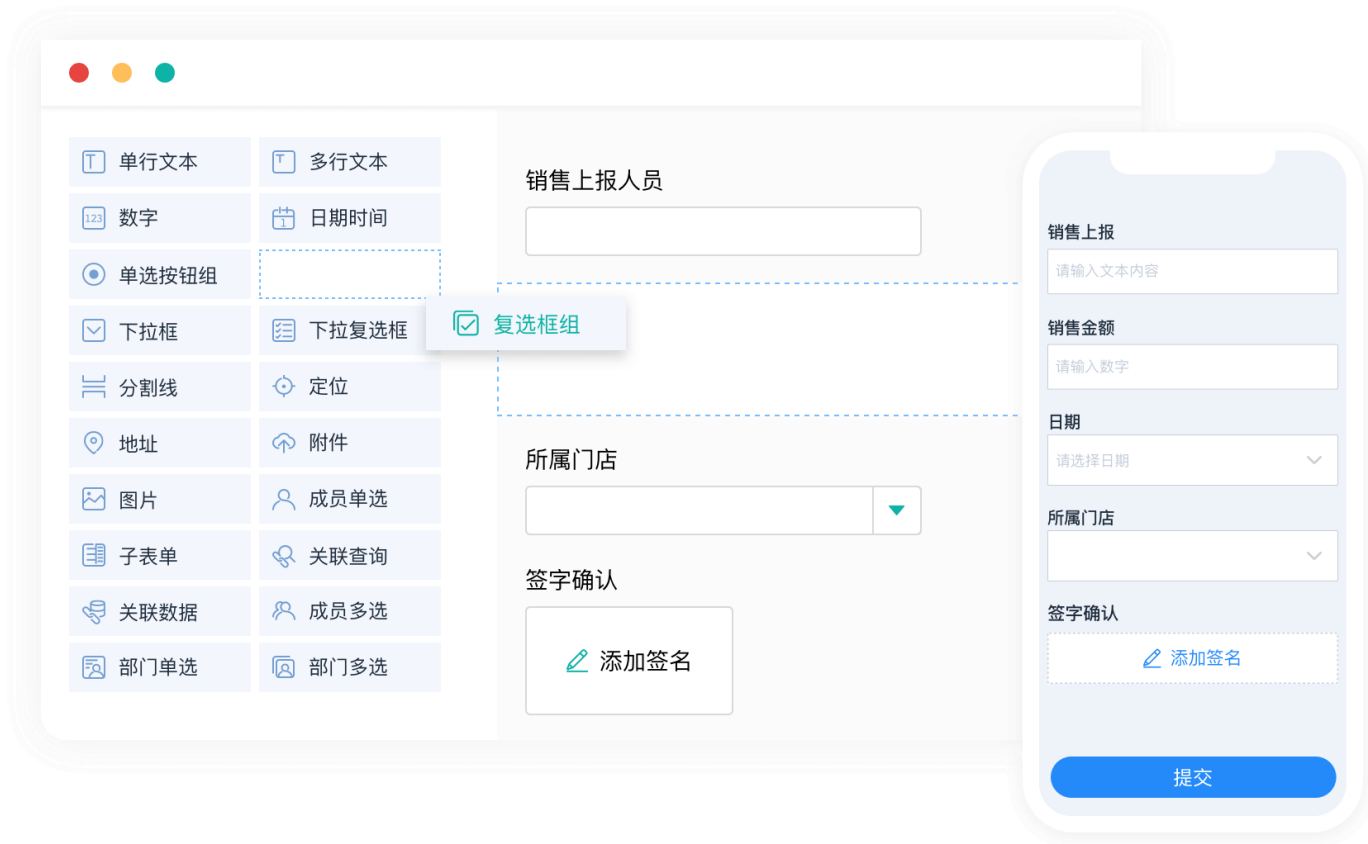 单行文本
多行文本
123 数字
1 日期时间
单选按钮组
下拉框
下拉复选框
复选框组
分割线
定位
地址
附件
图片
成员单选
子表单
关联查询
关联数据
成员多选
部门单选
部门多选
销售上报人员
所属门店
签字确认
添加签名
销售上报
请输入文本内容
销售金额
请输入数字
日期
请选择日期
所属门店
签字确认
添加签名
提交